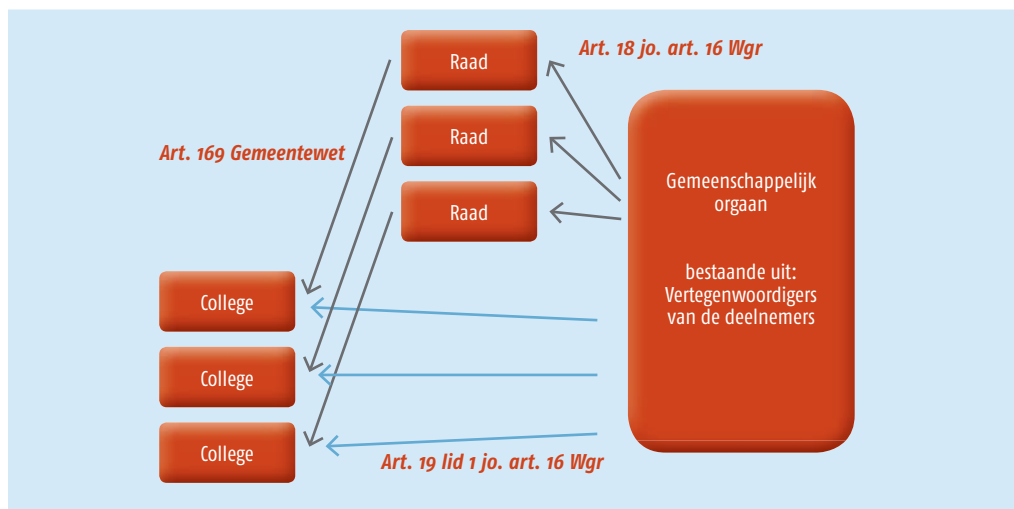 Raad
Art. 18 jo. art. 16 Wgr
Raad
Art. 169 Gemeentewet
Raad
Gemeenschappelijk
orgaan
bestaande uit:
Vertegenwoordigers
van de deelnemers
College
College
College
Art. 19 lid 1 jo. art. 16 Wgr